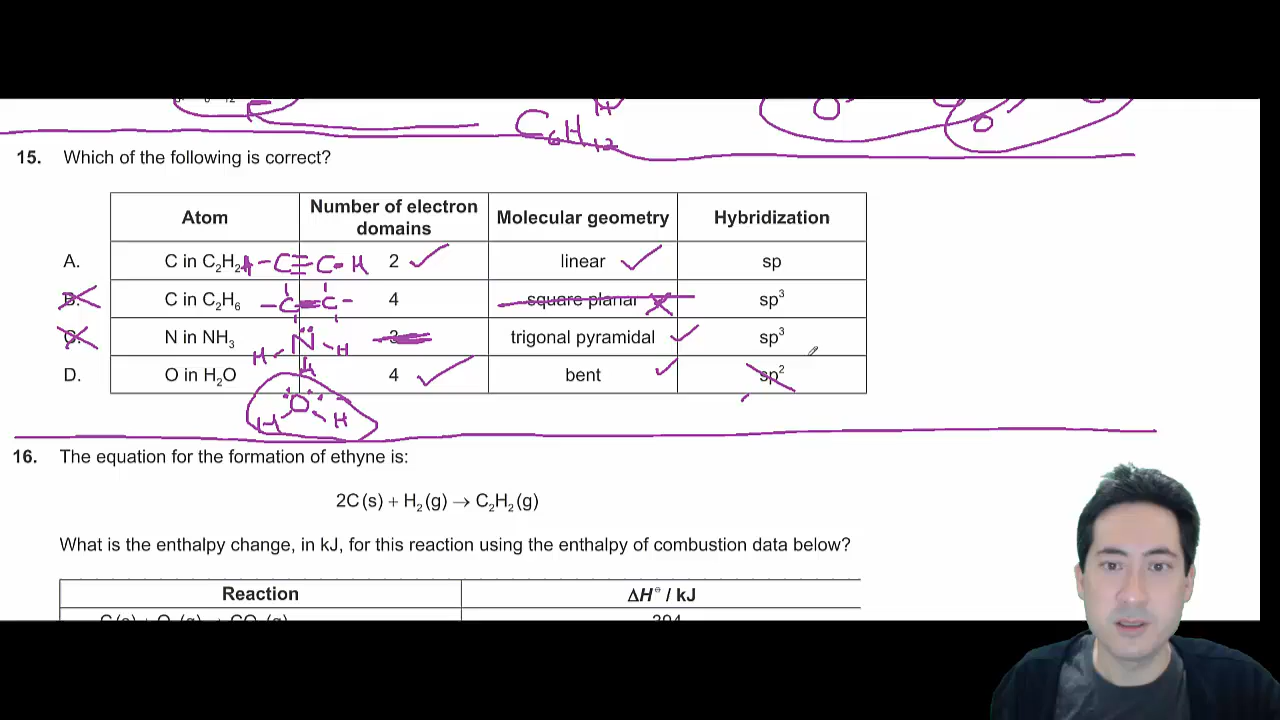 C₆H₁₂
15. Which of the following is correct?
Atom Number of electron domains Molecular geometry Hybridization
A. C in C₂H₂ H–C≡C–H 2 ✓ linear ✓ sp
B. C in C₂H₆ –C=C– 4 square planar sp³
C. N in NH₃ 3 trigonal pyramidal ✓ sp³
H N H
H
D. O in H₂O 4 ✓ bent ✓ sp²
O
H H
16. The equation for the formation of ethyne is:
2C(s) + H₂(g) → C₂H₂(g)
What is the enthalpy change, in kJ, for this reaction using the enthalpy of combustion data below?
Reaction ΔH⊖ / kJ